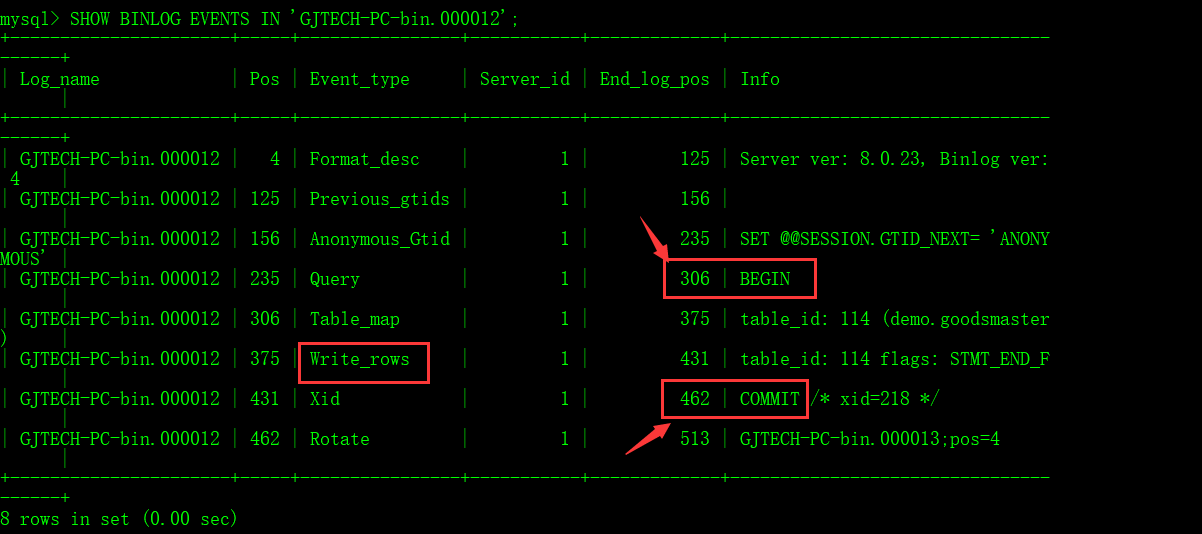 mysql> SHOW BINLOG EVENTS IN 'GJTECH-PC-bin.000012';
+-----------------------+-----+----------------+-----------+-------------+--------------------------------
------+
| Log_name              | Pos | Event_type     | Server_id | End_log_pos | Info
      |
+-----------------------+-----+----------------+-----------+-------------+--------------------------------
------+
| GJTECH-PC-bin.000012 |   4 | Format_desc    |         1 |         125 | Server ver: 8.0.23, Binlog ver:
 4    |
| GJTECH-PC-bin.000012 | 125 | Previous_gtids |         1 |         156 |
      |
| GJTECH-PC-bin.000012 | 156 | Anonymous_Gtid |         1 |         235 | SET @@SESSION.GTID_NEXT= 'ANONY
MOUS' |
| GJTECH-PC-bin.000012 | 235 | Query          |         1 |         306 | BEGIN
      |
| GJTECH-PC-bin.000012 | 306 | Table_map      |         1 |         375 | table_id: 114 (demo.goodsmaster
)     |
| GJTECH-PC-bin.000012 | 375 | Write_rows     |         1 |         431 | table_id: 114 flags: STMT_END_F
      |
| GJTECH-PC-bin.000012 | 431 | Xid            |         1 |         462 | COMMIT /* xid=218 */
      |
| GJTECH-PC-bin.000012 | 462 | Rotate         |         1 |         513 | GJTECH-PC-bin.000013;pos=4
      |
+-----------------------+-----+----------------+-----------+-------------+--------------------------------
------+
8 rows in set (0.00 sec)